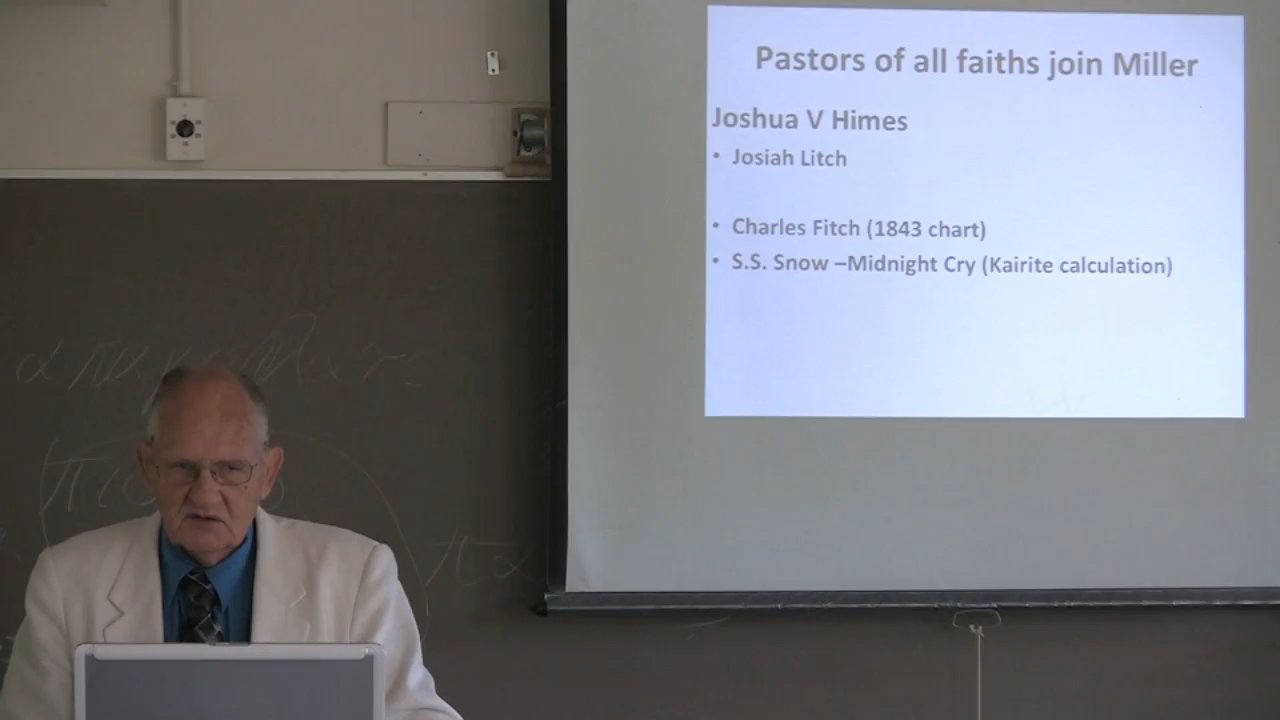 Pastors of all faiths join Miller
Joshua V Himes
• Josiah Litch
• Charles Fitch (1843 chart)
• S.S. Snow –Midnight Cry (Kairite calculation)